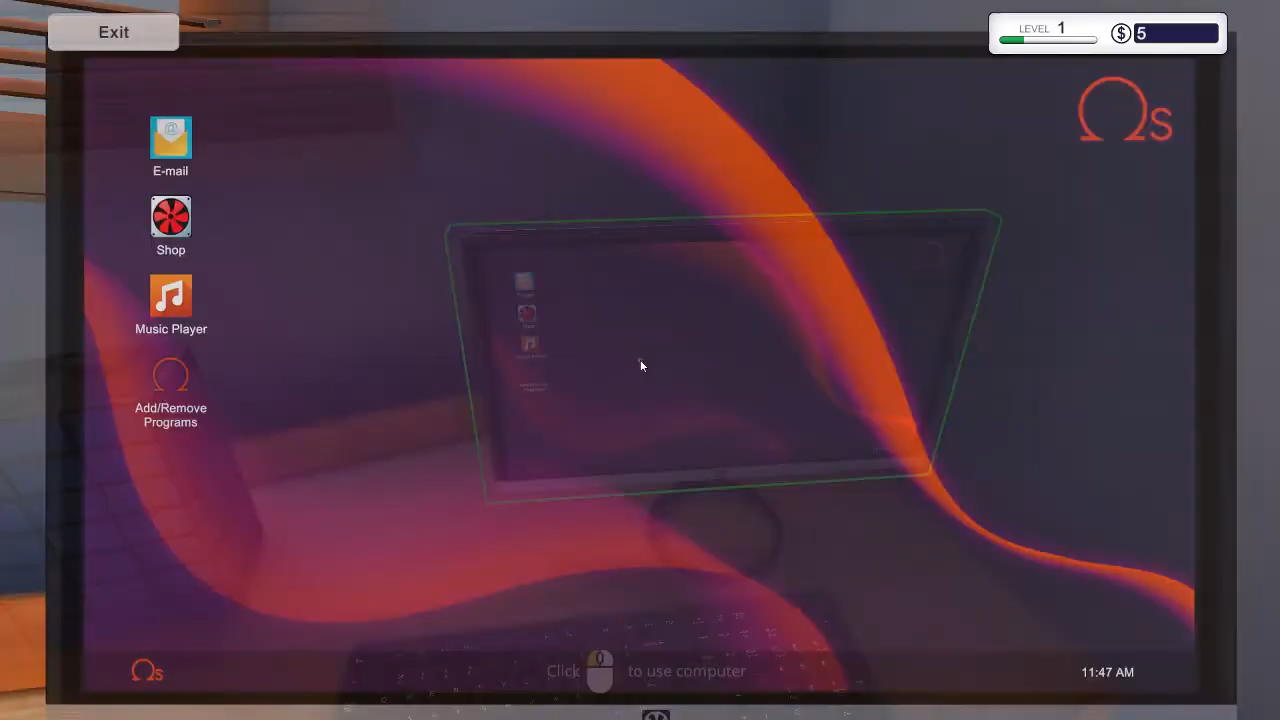 Exit
LEVEL 1
$ 5
Ωs
E-mail
Shop
Music Player
Add/Remove
Programs
Click to use computer
Ωs
11:47 AM